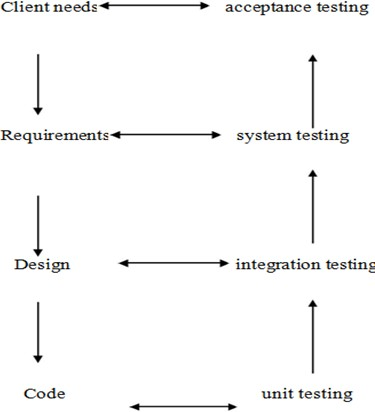 Client needs
acceptance testing
Requirements
system testing
Design
integration testing
Code
unit testing